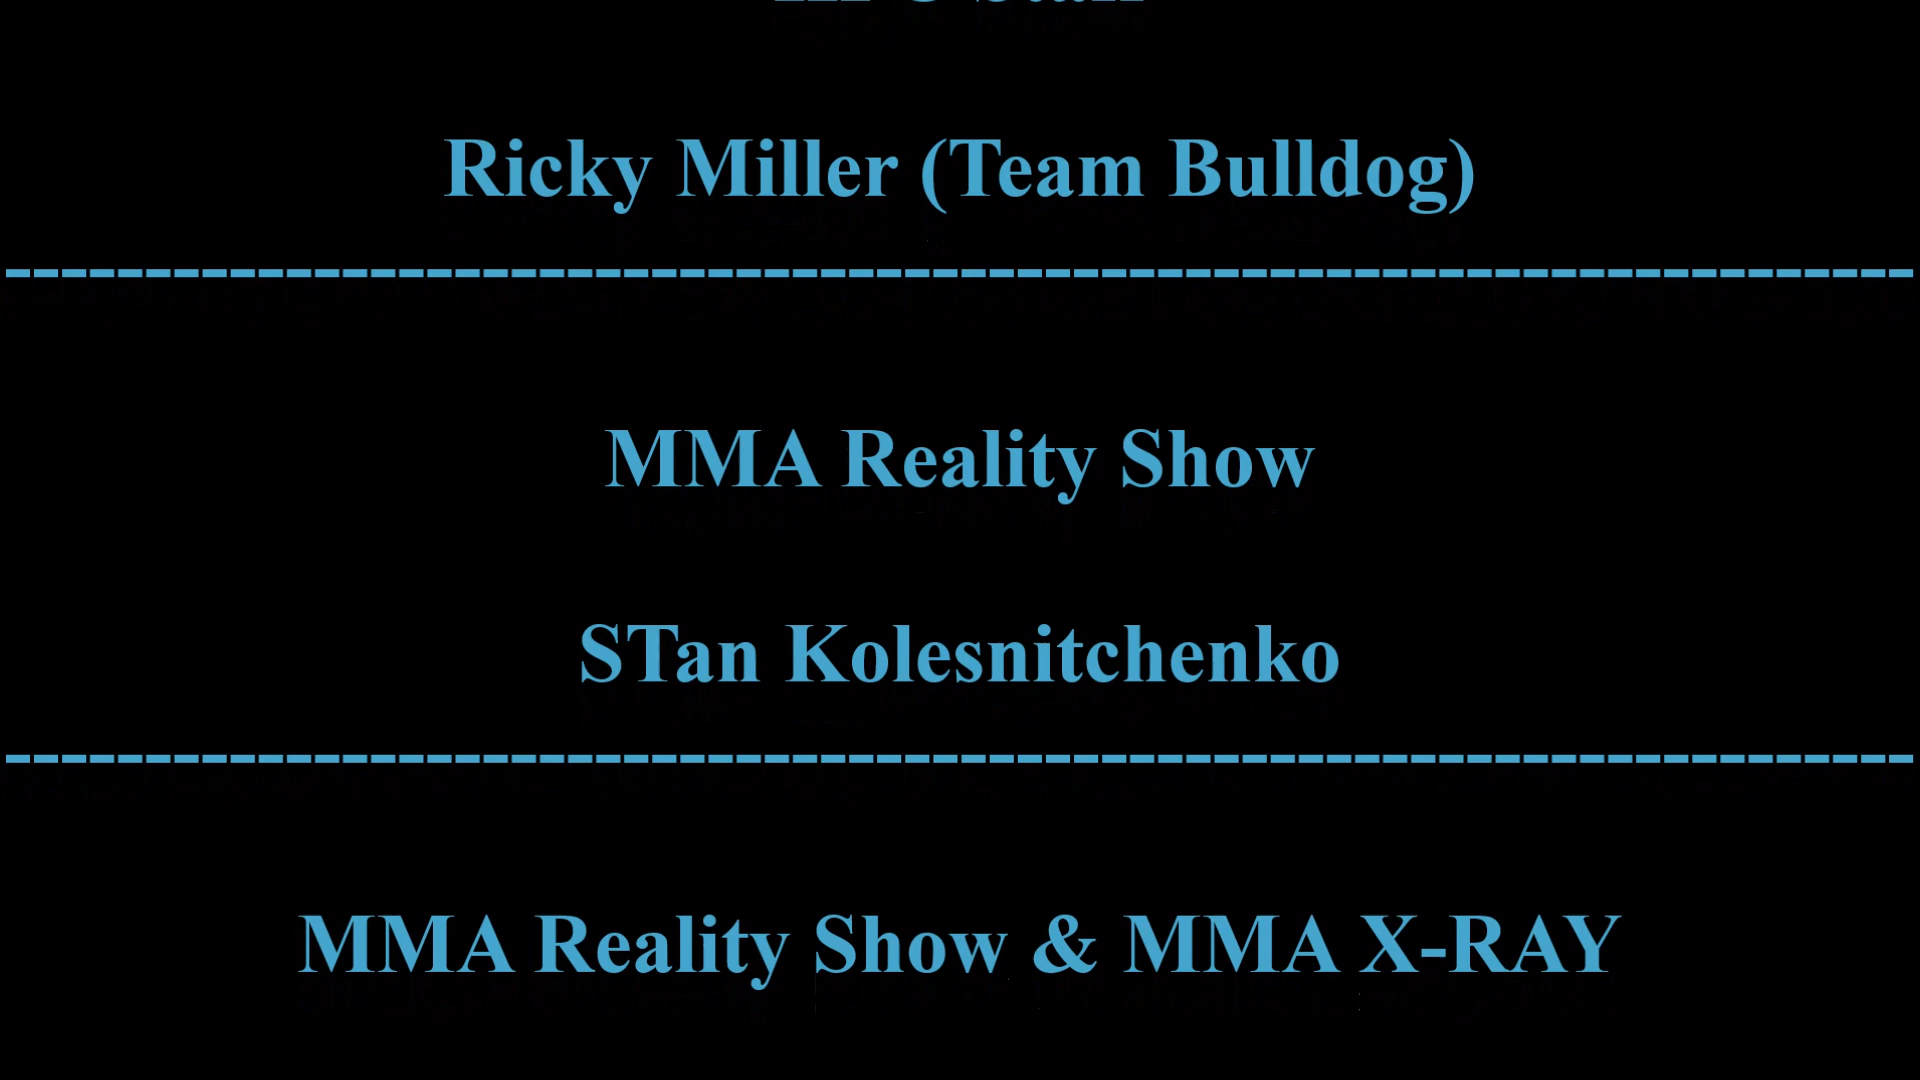 Ricky Miller (Team Bulldog)
MMA Reality Show
STan Kolesnitchenko
MMA Reality Show & MMA X-RAY